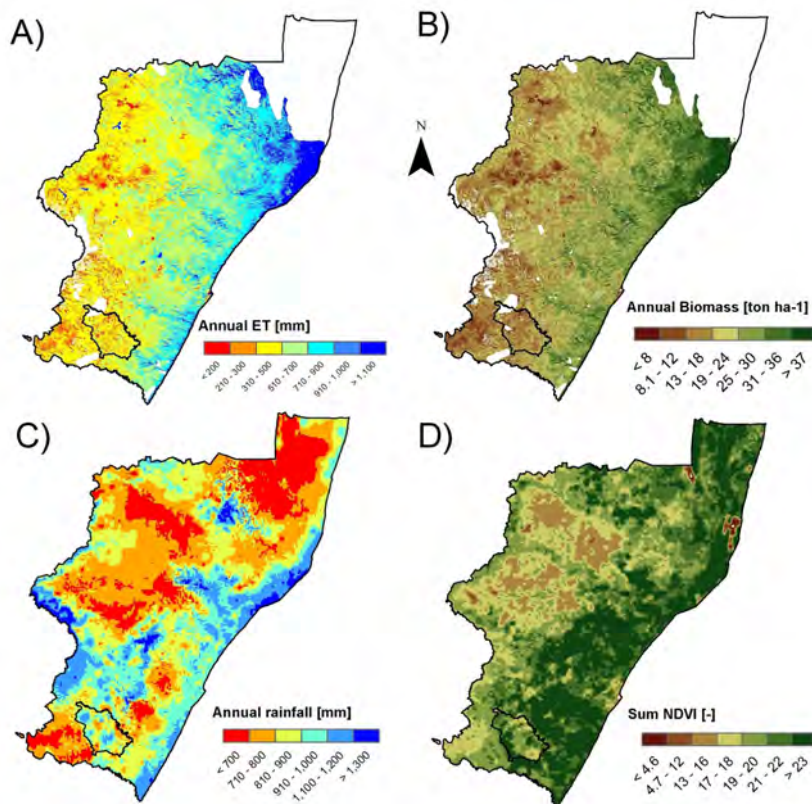 A)
B)
N
Annual ET [mm]
< 200
210 - 300
310 - 500
510 - 700
710 - 900
910 - 1,000
> 1,100
Annual Biomass [ton ha-1]
< 8
8.1 - 12
13 - 18
19 - 24
25 - 30
31 - 36
> 37
C)
D)
Annual rainfall [mm]
<700
710 - 800
810 - 900
910 - 1,000
1,100 - 1,200
> 1,300
Sum NDVI [-]
< 4.6
4.7 - 12
13 - 16
17 - 18
19 - 20
21 - 22
> 23